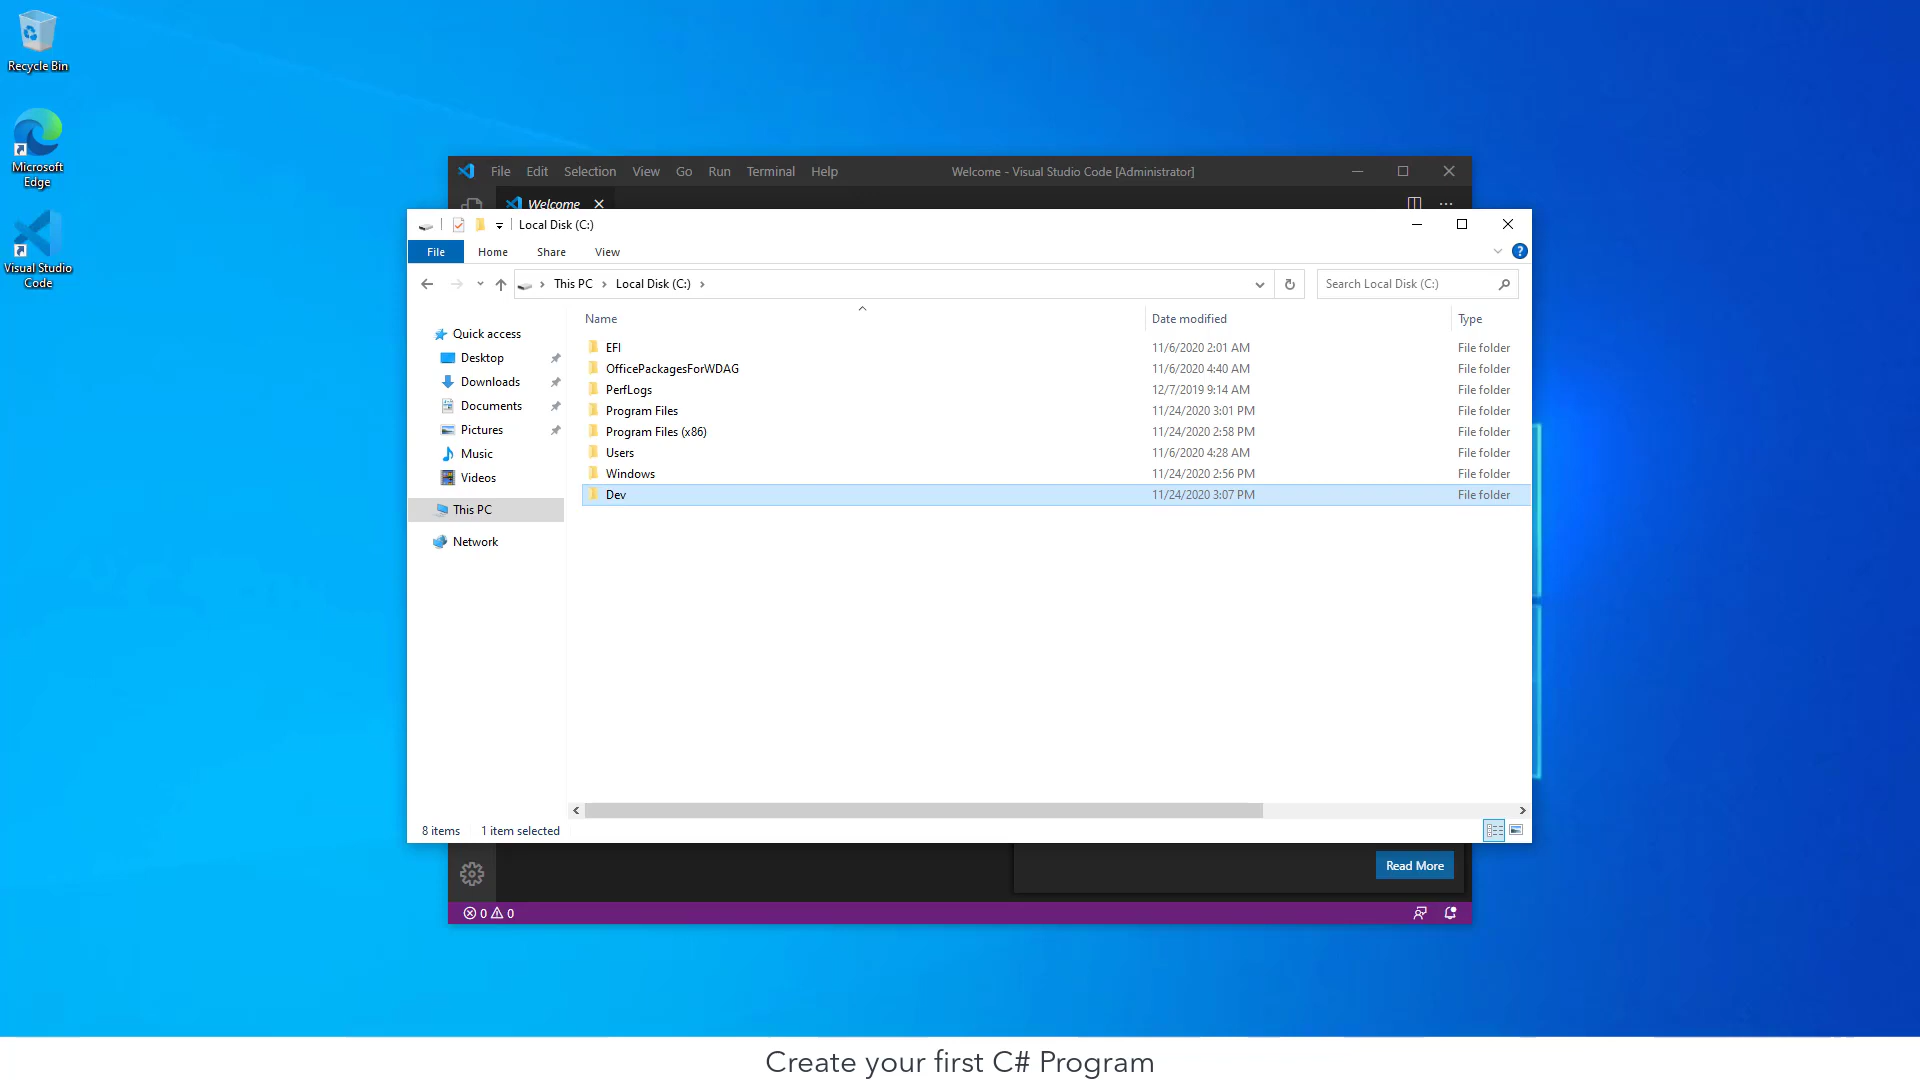 Recycle Bin
Microsoft
Edge
Visual Studio
Code
File Edit Selection View Go Run Terminal Help Welcome - Visual Studio Code [Administrator]
Welcome
Local Disk (C:)
File Home Share View
This PC Local Disk (C:) Search Local Disk (C:)
Name Date modified Type
Quick access
Desktop
Downloads
Documents
Pictures
Music
Videos
This PC
Network
EFI 11/6/2020 2:01 AM File folder
OfficePackagesForWDAG 11/6/2020 4:40 AM File folder
PerfLogs 12/7/2019 9:14 AM File folder
Program Files 11/24/2020 3:01 PM File folder
Program Files (x86) 11/24/2020 2:58 PM File folder
Users 11/6/2020 4:28 AM File folder
Windows 11/24/2020 2:56 PM File folder
Dev 11/24/2020 3:07 PM File folder
8 items 1 item selected
Read More
0 0
Create your first C# Program